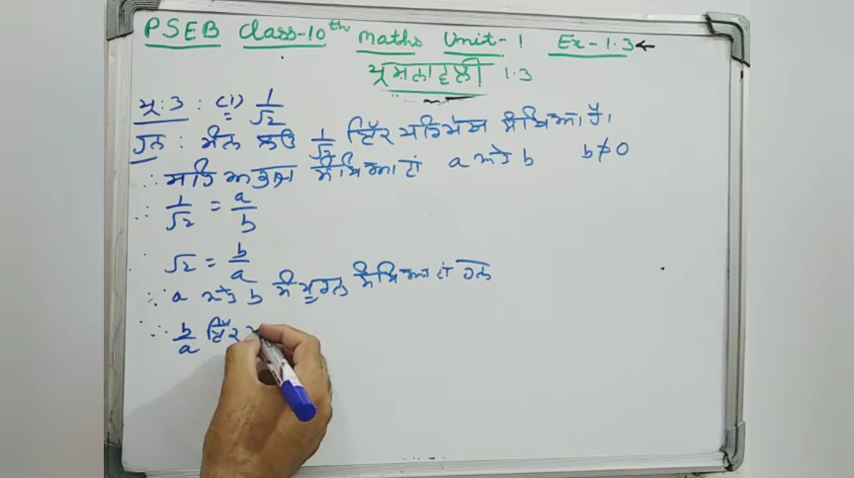 PSEB Class-10th Maths Unit-1 Ex-1.3 ←
ਪ੍ਰਸ਼ਨਾਵਲੀ 1.3
ਪ੍ਰ:3 : (i) 1/√2
ਹੱਲ : ਮੰਨ ਲਓ 1/√2 ਇੱਕ ਪਰਿਮੇਯ ਸੰਖਿਆ ਹੈ।
∴ ਸਹਿ ਅਭਾਜ ਸੰਖਿਆਵਾਂ a ਅਤੇ b b≠0
∴ 1/√2 = a/b
√2 = b/a
∵ a ਅਤੇ b ਸੰਪੂਰਨ ਸੰਖਿਆਵਾਂ ਹਨ
∴ b/a ਇੱਕ